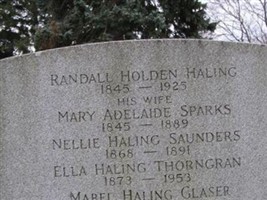 RANDALL HOLDEN HALING
1845 — 1925
HIS WIFE
MARY ADELAIDE SPARKS
1845 — 1889
NELLIE HALING SAUNDERS
1868 — 1891
ELLA HALING THORNGRAN
1873 — 1953
MABEL HALING GLASER